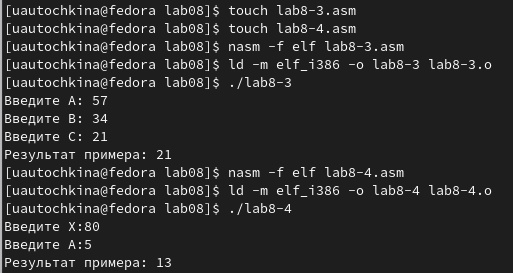 [uautochkina@fedora lab08]$ touch lab8-3.asm
[uautochkina@fedora lab08]$ touch lab8-4.asm
[uautochkina@fedora lab08]$ nasm -f elf lab8-3.asm
[uautochkina@fedora lab08]$ ld -m elf_i386 -o lab8-3 lab8-3.o
[uautochkina@fedora lab08]$ ./lab8-3
Введите A: 57
Введите B: 34
Введите C: 21
Результат примера: 21
[uautochkina@fedora lab08]$ nasm -f elf lab8-4.asm
[uautochkina@fedora lab08]$ ld -m elf_i386 -o lab8-4 lab8-4.o
[uautochkina@fedora lab08]$ ./lab8-4
Введите X:80
Введите A:5
Результат примера: 13